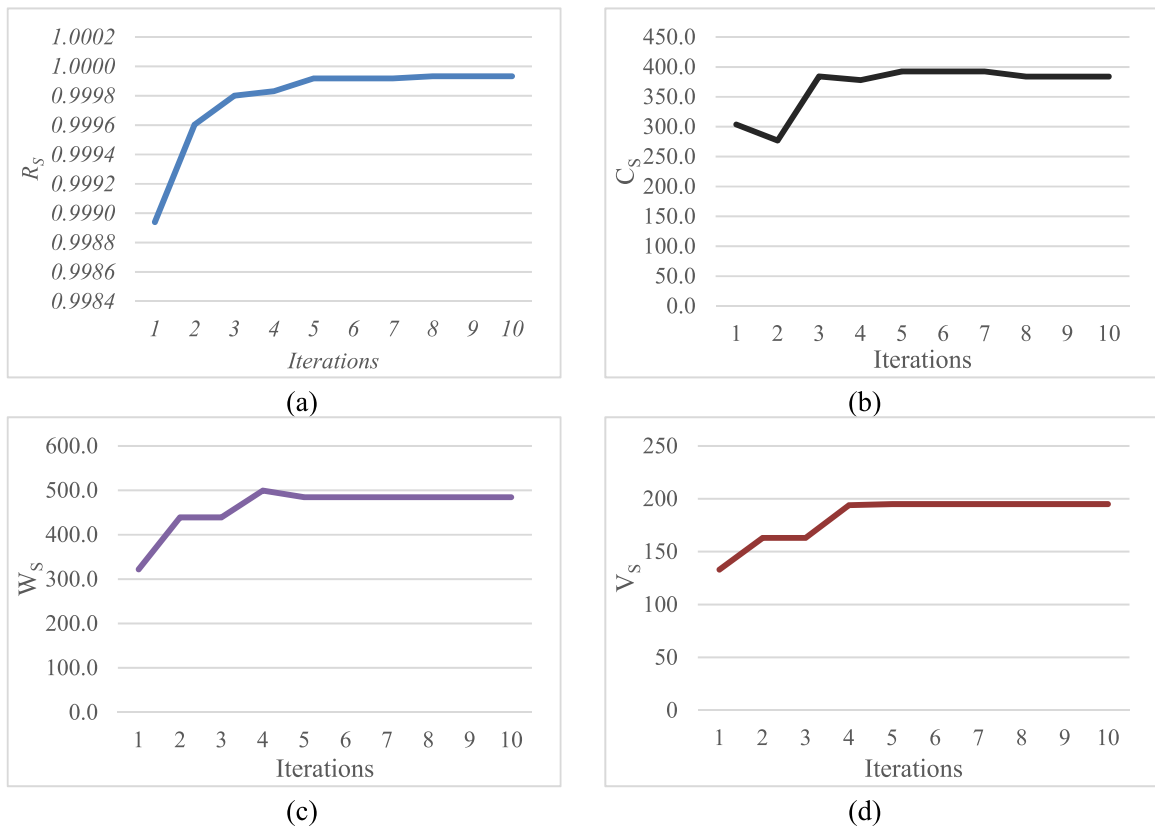 1.0002
1.0000
0.9998
0.9996
0.9994
0.9992
0.9990
0.9988
0.9986
0.9984
R_S
1 2 3 4 5 6 7 8 9 10
Iterations
(a)
450.0
400.0
350.0
300.0
250.0
200.0
150.0
100.0
50.0
0.0
C_S
1 2 3 4 5 6 7 8 9 10
Iterations
(b)
600.0
500.0
400.0
300.0
200.0
100.0
0.0
W_S
1 2 3 4 5 6 7 8 9 10
Iterations
(c)
250
200
150
100
50
0
V_S
1 2 3 4 5 6 7 8 9 10
Iterations
(d)